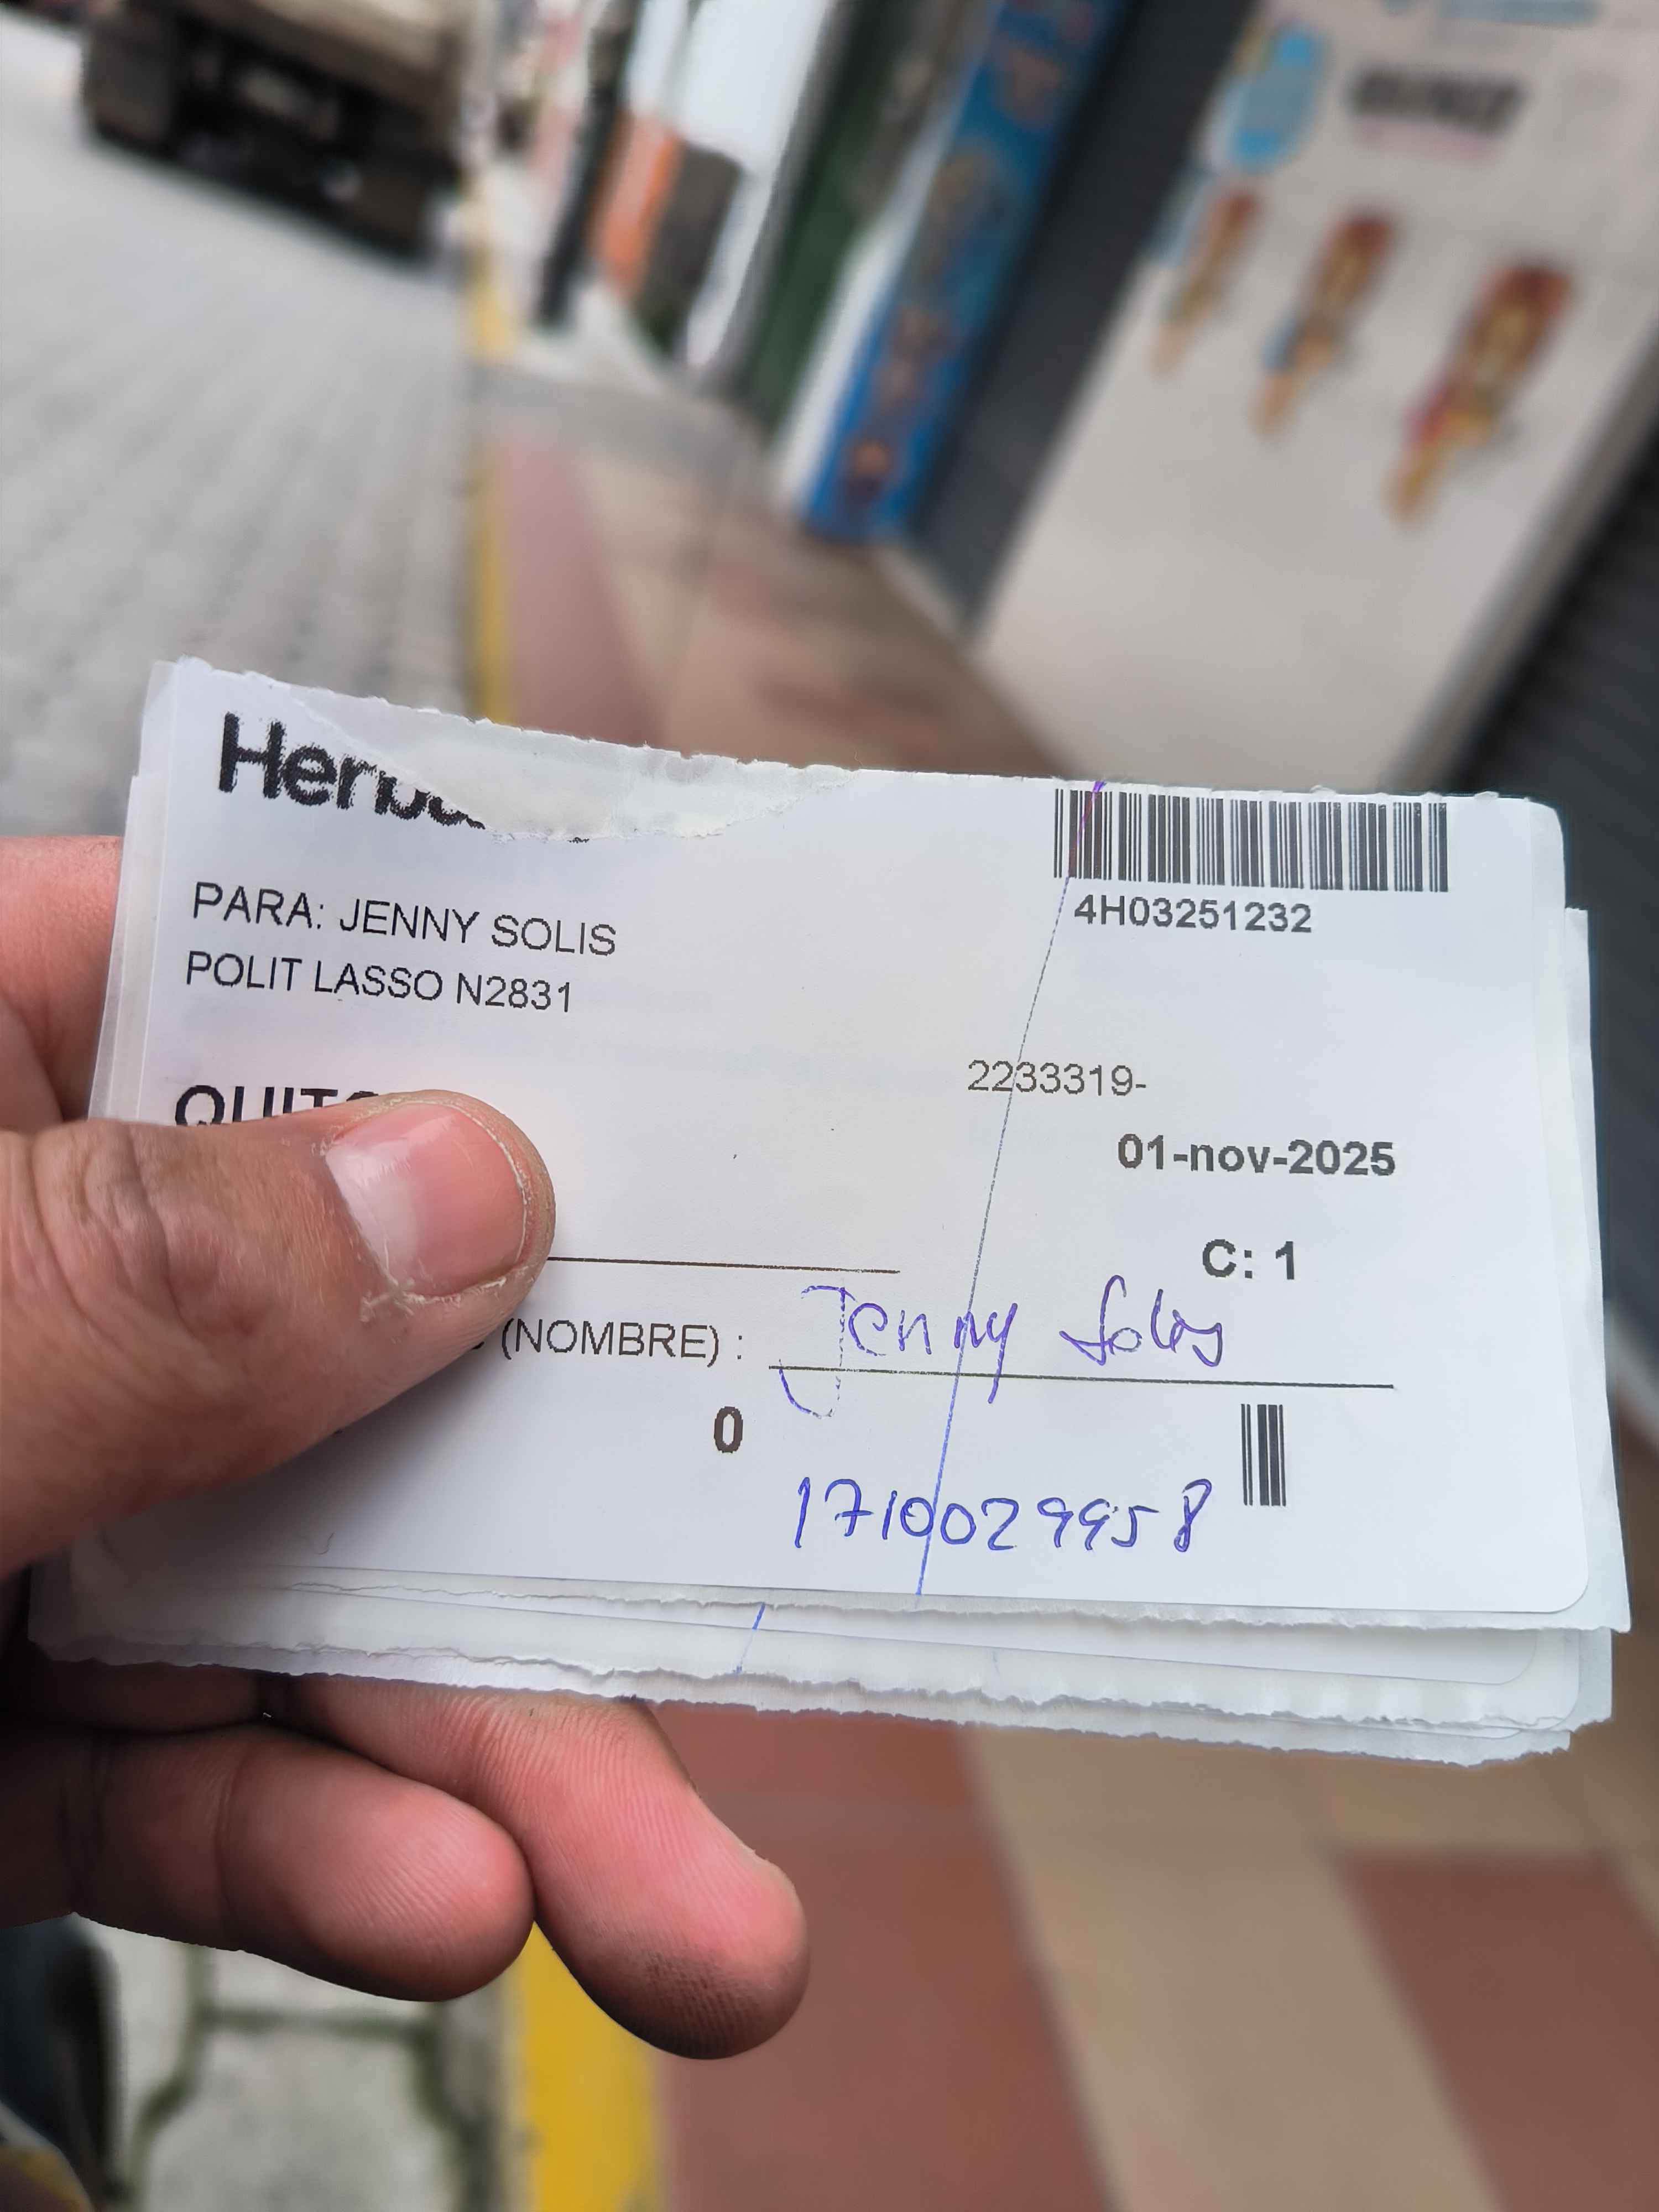 4H03251232
PARA: JENNY SOLIS
POLIT LASSO N2831
2233319-
01-nov-2025
C: 1
(NOMBRE) : Jenny Solis
0
1710029958